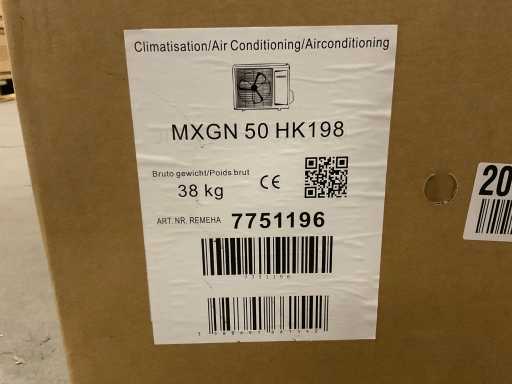 Climatisation/Air Conditioning/Airconditioning
MXGN 50 HK198
Bruto gewicht/Poids brut
38 kg
CE
ART. NR. REMEHA 7751196
7751196
20